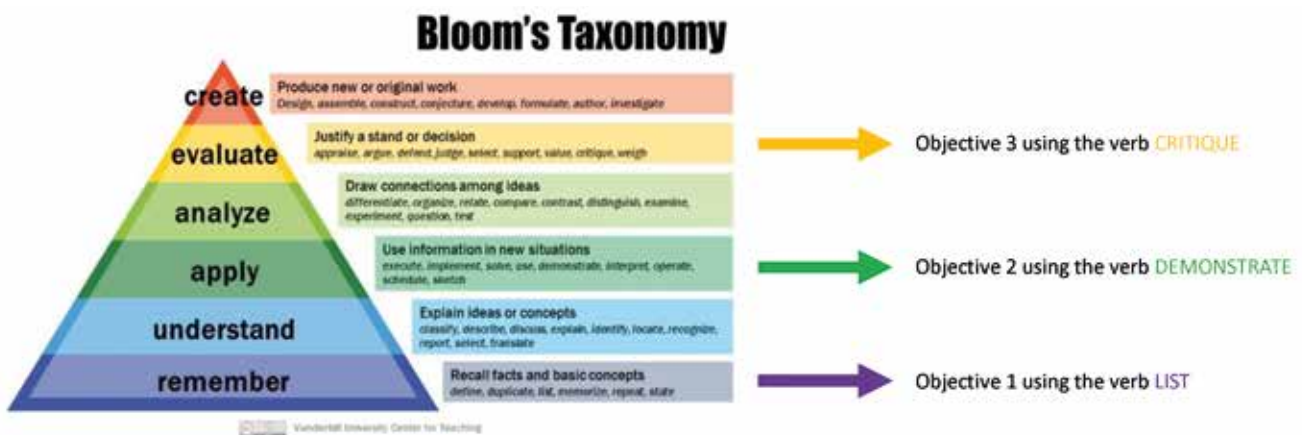 Bloom's Taxonomy
create
Produce new or original work
Design, assemble, construct, conjecture, develop, formulate, author, investigate
evaluate
Justify a stand or decision
appraise, argue, defend, judge, select, support, value, critique, weigh
Objective 3 using the verb CRITIQUE
analyze
Draw connections among ideas
differentiate, organize, relate, compare, contrast, distinguish, examine,
experiment, question, test
apply
Use information in new situations
execute, implement, solve, use, demonstrate, interpret, operate,
schedule, sketch
Objective 2 using the verb DEMONSTRATE
understand
Explain ideas or concepts
classify, describe, discuss, explain, identify, locate, recognize,
report, select, translate
remember
Recall facts and basic concepts
define, duplicate, list, memorize, repeat, state
Objective 1 using the verb LIST
Vanderbilt University Center for Teaching